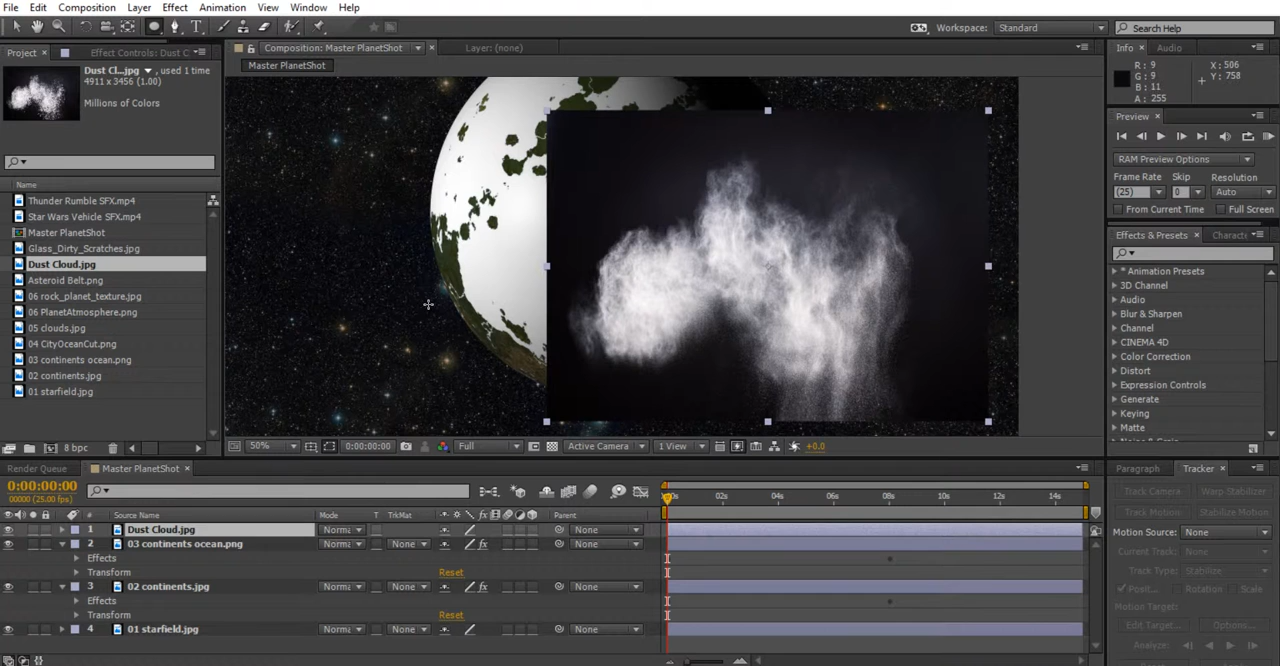 File Edit Composition Layer Effect Animation View Window Help
Workspace: Standard
Search Help
Project
Effect Controls: Dust C
Composition: Master PlanetShot
Layer: (none)
Info Audio
Dust Cl...jpg , used 1 time
4911 x 3456 (1.00)
Millions of Colors
Master PlanetShot
R: 9
G: 9
B: 11
A: 255
X: 506
Y: 758
Preview
RAM Preview Options
Frame Rate Skip Resolution
(25) 0 Auto
From Current Time Full Screen
Effects & Presets Charact
Name
Thunder Rumble SFX.mp4
Star Wars Vehicle SFX.mp4
Master PlanetShot
Glass_Dirty_Scratches.jpg
Dust Cloud.jpg
Asteroid Belt.png
06 rock_planet_texture.jpg
06 PlanetAtmosphere.png
05 clouds.jpg
04 CityOceanCut.png
03 continents ocean.png
02 continents.jpg
01 starfield.jpg
* Animation Presets
3D Channel
Audio
Blur & Sharpen
Channel
CINEMA 4D
Color Correction
Distort
Expression Controls
Generate
Keying
Matte
8 bpc
50%
0:00:00:00
Full
Active Camera
1 View
+0.0
Render Queue
Master PlanetShot
Paragraph Tracker
0:00:00:00
00000 (25.00 fps)
02s 04s 06s 08s 10s 12s 14s
# Source Name Mode T TrkMat Parent
1 Dust Cloud.jpg Norma None
2 03 continents ocean.png Norma None None
Effects
Transform Reset
3 02 continents.jpg Norma None None
Effects
Transform Reset
4 01 starfield.jpg Norma None None
Track Camera Warp Stabilizer
Track Motion Stabilize Motion
Motion Source: None
Current Track: None
Track Type: Stabilize
Posit... Rotation Scale
Motion Target:
Edit Target... Options...
Analyze: